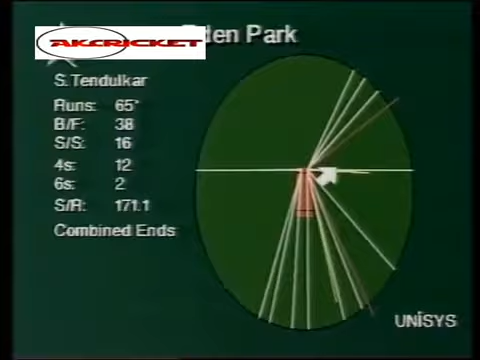 AKCRICKET
Eden Park
S.Tendulkar
Runs: 65*
B/F: 38
S/S: 16
4s: 12
6s: 2
S/R: 171.1
Combined Ends
UNiSYS